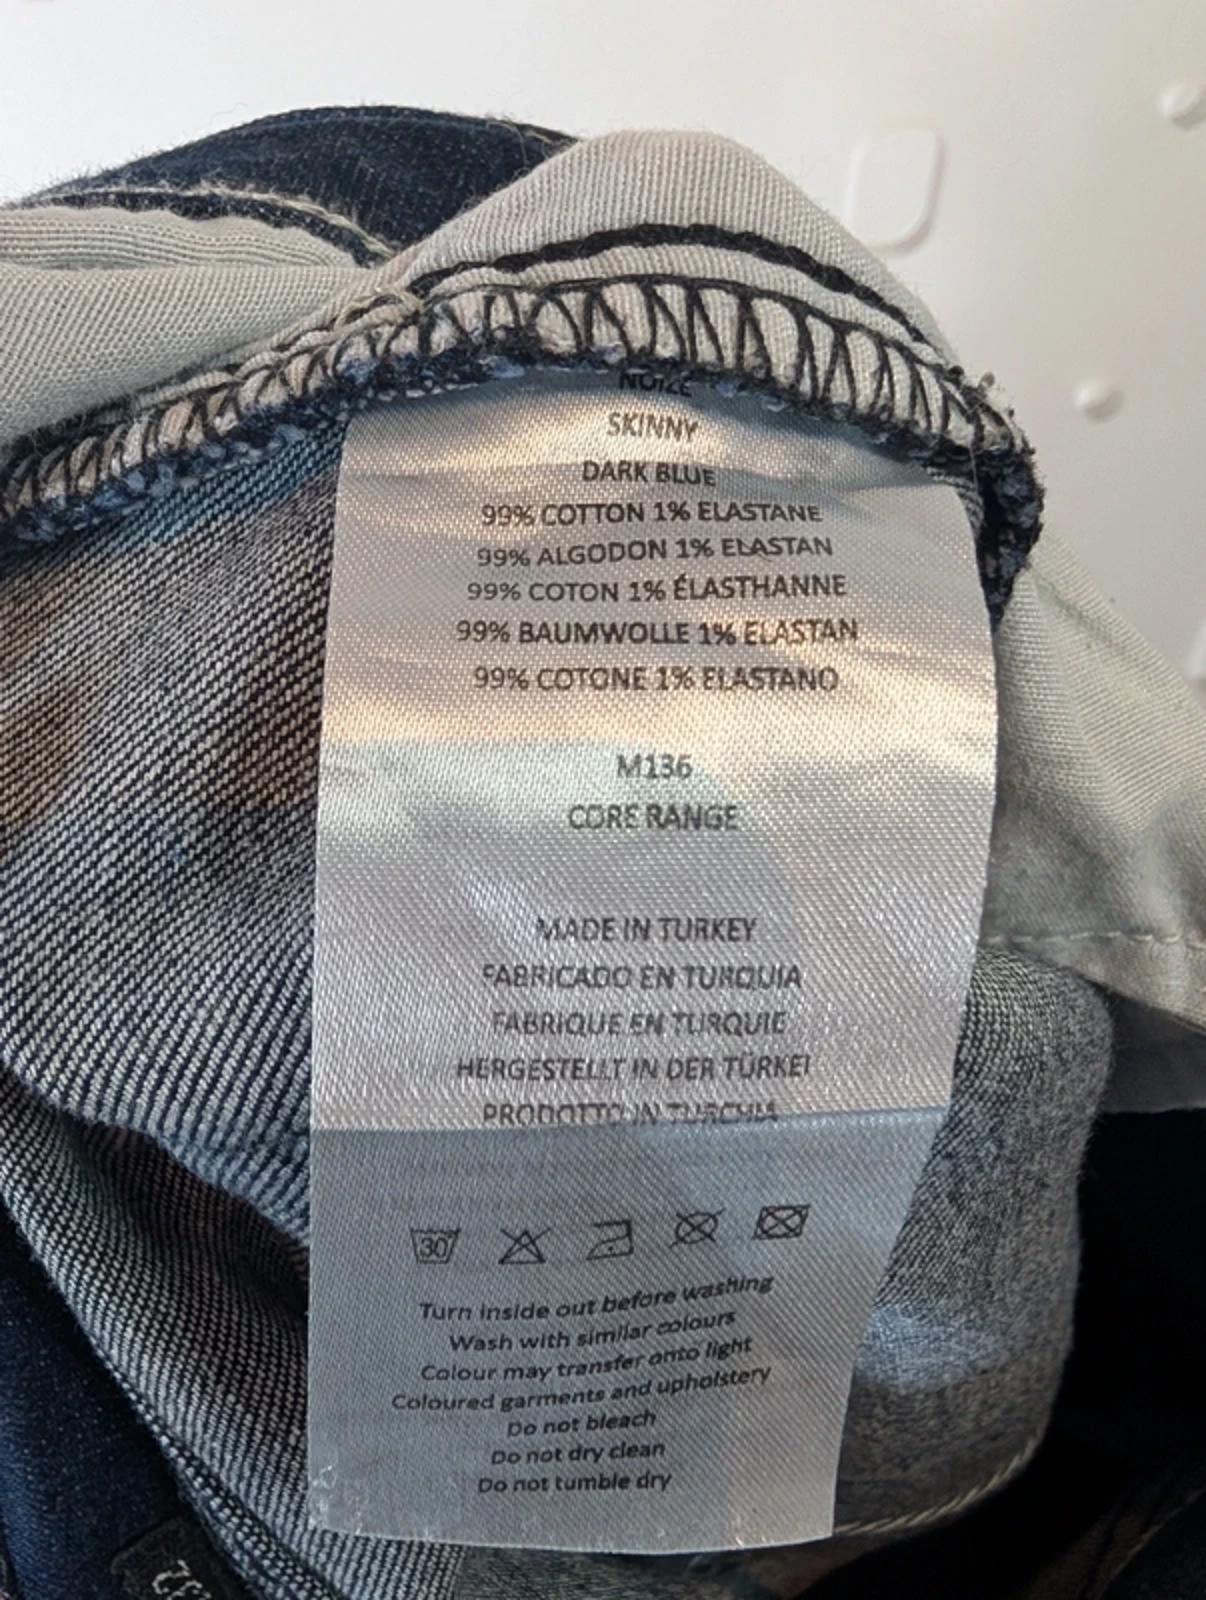 NOIZE
SKINNY
DARK BLUE
99% COTTON 1% ELASTANE
99% ALGODON 1% ELASTAN
99% COTON 1% ÉLASTHANNE
99% BAUMWOLLE 1% ELASTAN
99% COTONE 1% ELASTANO
M136
CORE RANGE
MADE IN TURKEY
FABRICADO EN TURQUIA
FABRIQUE EN TURQUIE
HERGESTELLT IN DER TÜRKEI
PRODOTTO IN TURCHIA
30
Turn inside out before washing
Wash with similar colours
Colour may transfer onto light
Coloured garments and upholstery
Do not bleach
Do not dry clean
Do not tumble dry
32